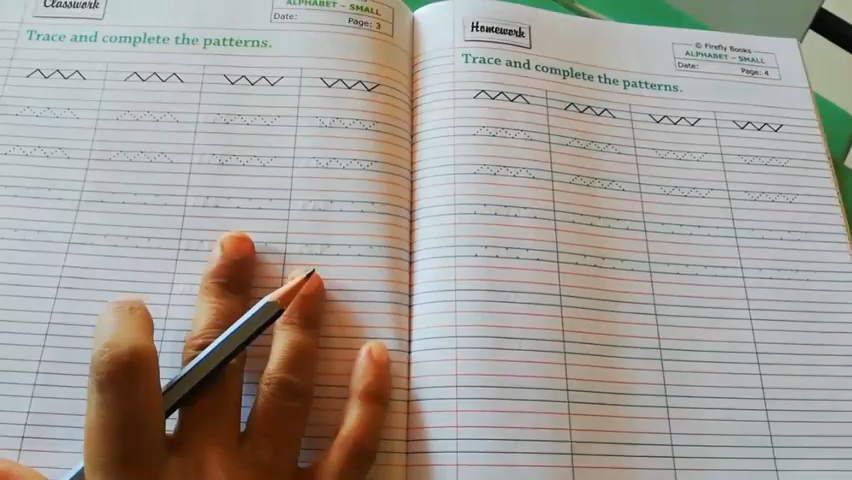 Classwork
ALPHABET – SMALL
Date: Page: 3
Trace and complete the patterns.
Homework
© Firefly Books
ALPHABET – SMALL
Date: Page: 4
Trace and complete the patterns.